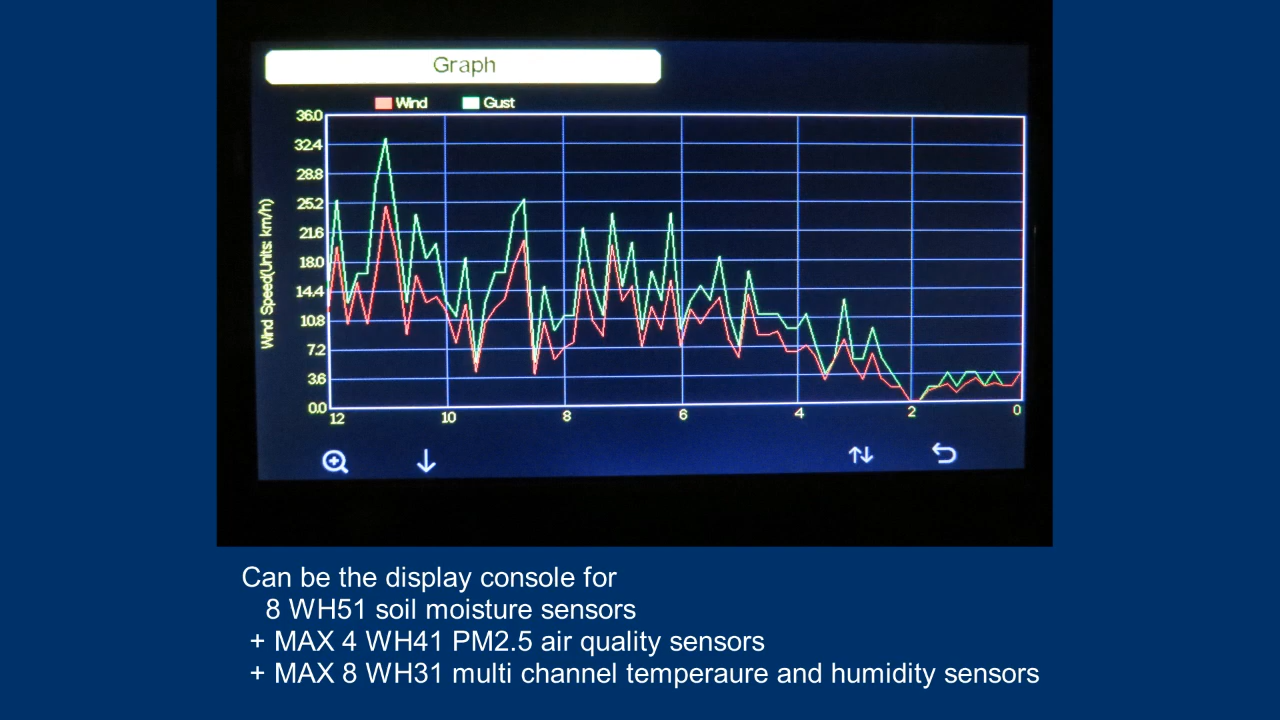 Graph
Wind Gust
36.0
32.4
28.8
25.2
21.6
18.0
14.4
10.8
7.2
3.6
0.0
Wind Speed(Units: km/h)
12 10 8 6 4 2 0
Can be the display console for
8 WH51 soil moisture sensors
+ MAX 4 WH41 PM2.5 air quality sensors
+ MAX 8 WH31 multi channel temperaure and humidity sensors